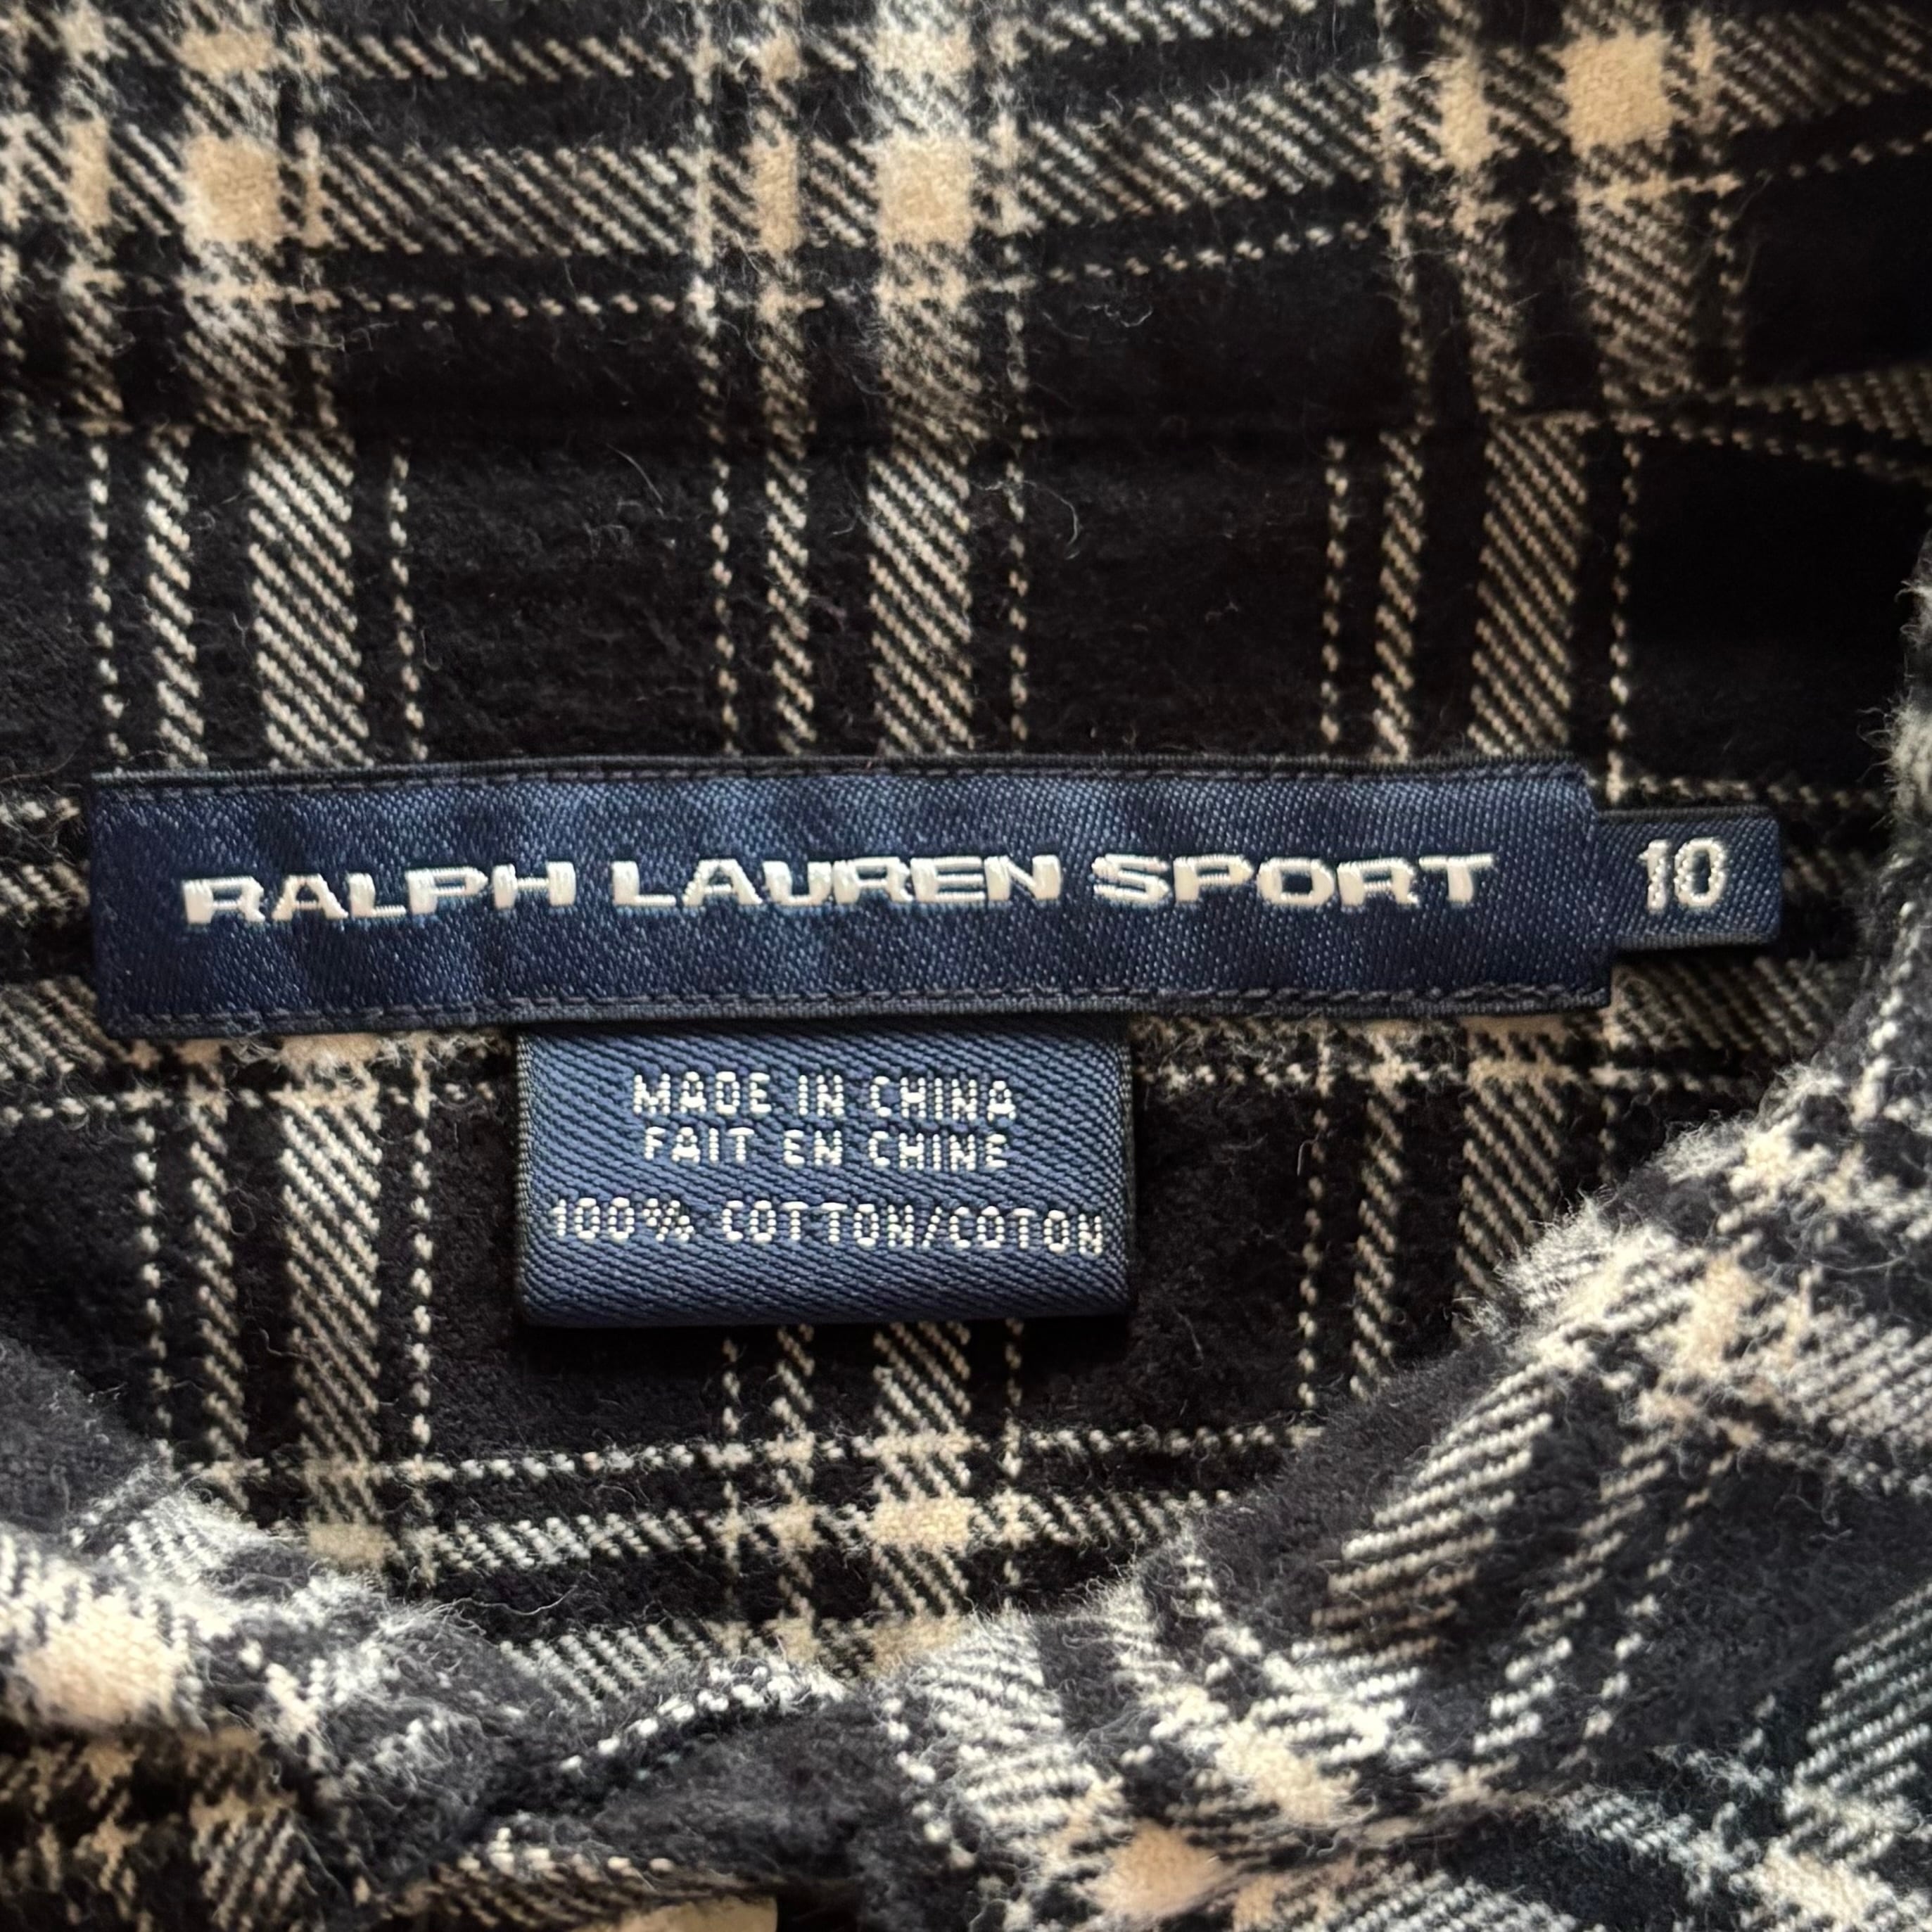 RALPH LAUREN SPORT 10
MADE IN CHINA
FAIT EN CHINE
100% COTTON/COTON